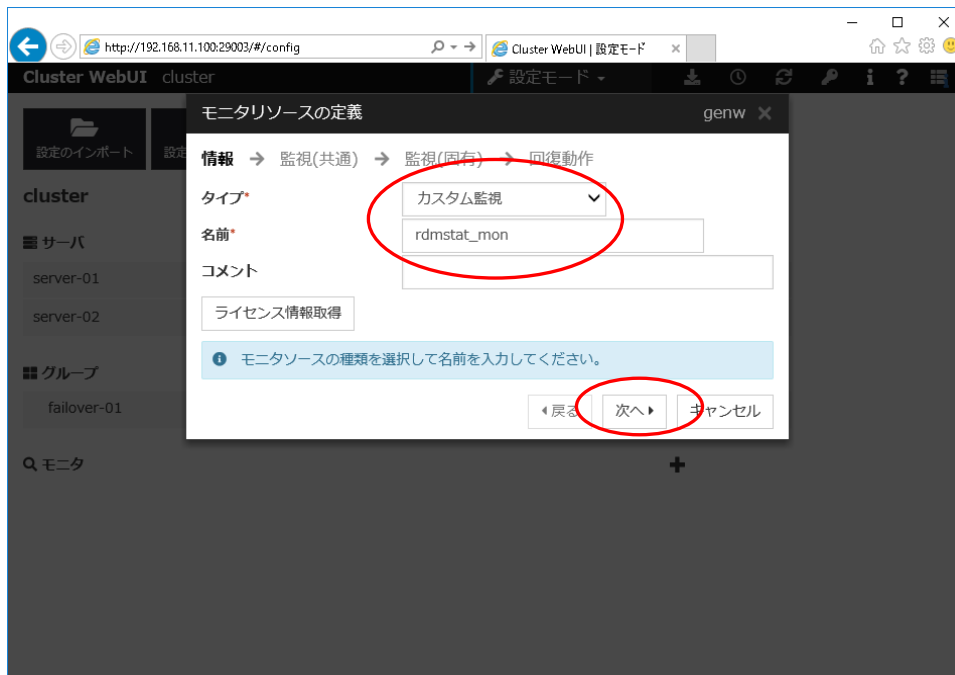 http://192.168.11.100:29003/#/config
Cluster WebUI | 設定モード
Cluster WebUI cluster
設定モード
モニタリソースの定義 genw
設定のインポート
設定
情報 → 監視(共通) → 監視(固有) → 回復動作
cluster
タイプ* カスタム監視
名前* rdmstat_mon
サーバ
コメント
server-01
ライセンス情報取得
server-02
モニタソースの種類を選択して名前を入力してください。
グループ
failover-01
戻る 次へ キャンセル
モニタ